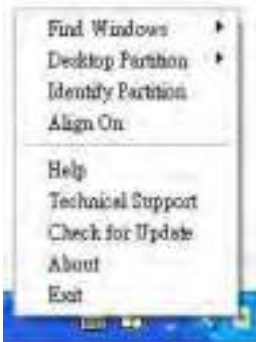 Find Windows
Desktop Partition
Identify Partition
Align On
Help
Technical Support
Check for Update
About
Exit